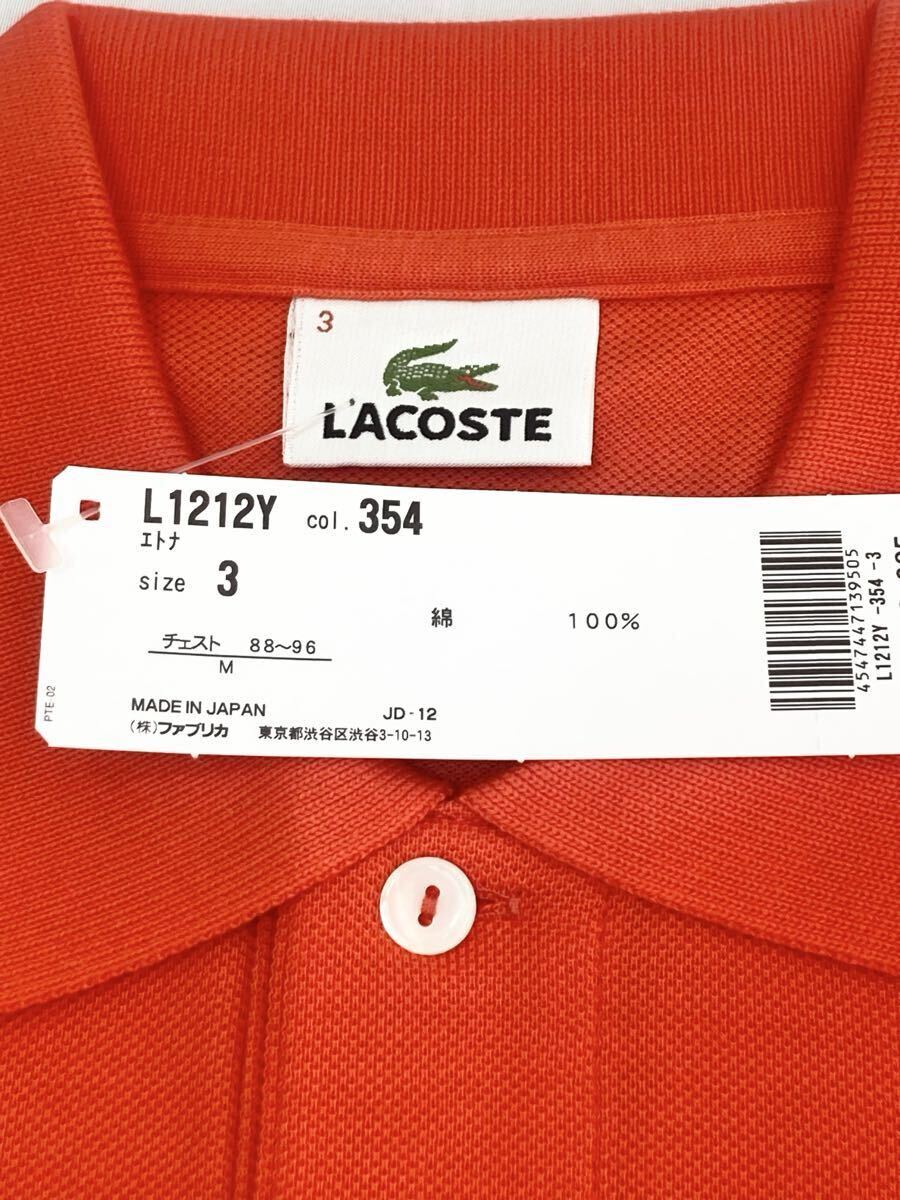 3
LACOSTE
L1212Y col. 354
エトナ
size 3
綿 100%
チェスト 88～96
M
MADE IN JAPAN JD-12
(株)ファブリカ 東京都渋谷区渋谷3-10-13
PTE-02
4547447139505
L1212Y -354 -3